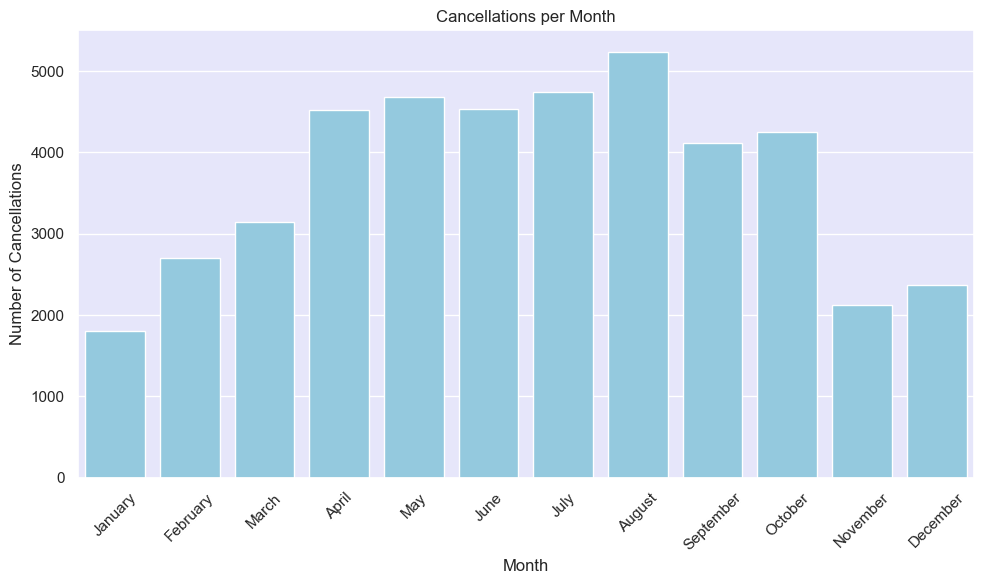 Cancellations per Month
Number of Cancellations
5000
4000
3000
2000
1000
0
January
February
March
April
May
June
July
August
September
October
November
December
Month